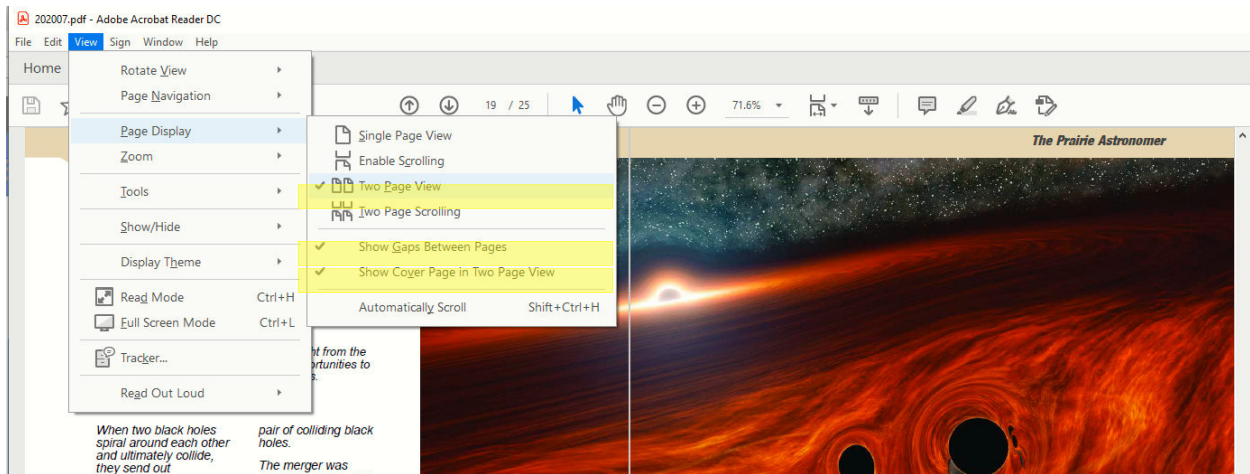 202007.pdf - Adobe Acrobat Reader DC
File Edit View Sign Window Help
Home
19 / 25 71.6%
Rotate View
Page Navigation
Page Display
Zoom
Tools
Show/Hide
Display Theme
Read Mode Ctrl+H
Full Screen Mode Ctrl+L
Tracker...
Read Out Loud
Single Page View
Enable Scrolling
Two Page View
Two Page Scrolling
Show Gaps Between Pages
Show Cover Page in Two Page View
Automatically Scroll Shift+Ctrl+H
The Prairie Astronomer
from the
to
When two black holes
spiral around each other
and ultimately collide,
they send out
pair of colliding black
holes.
The merger was